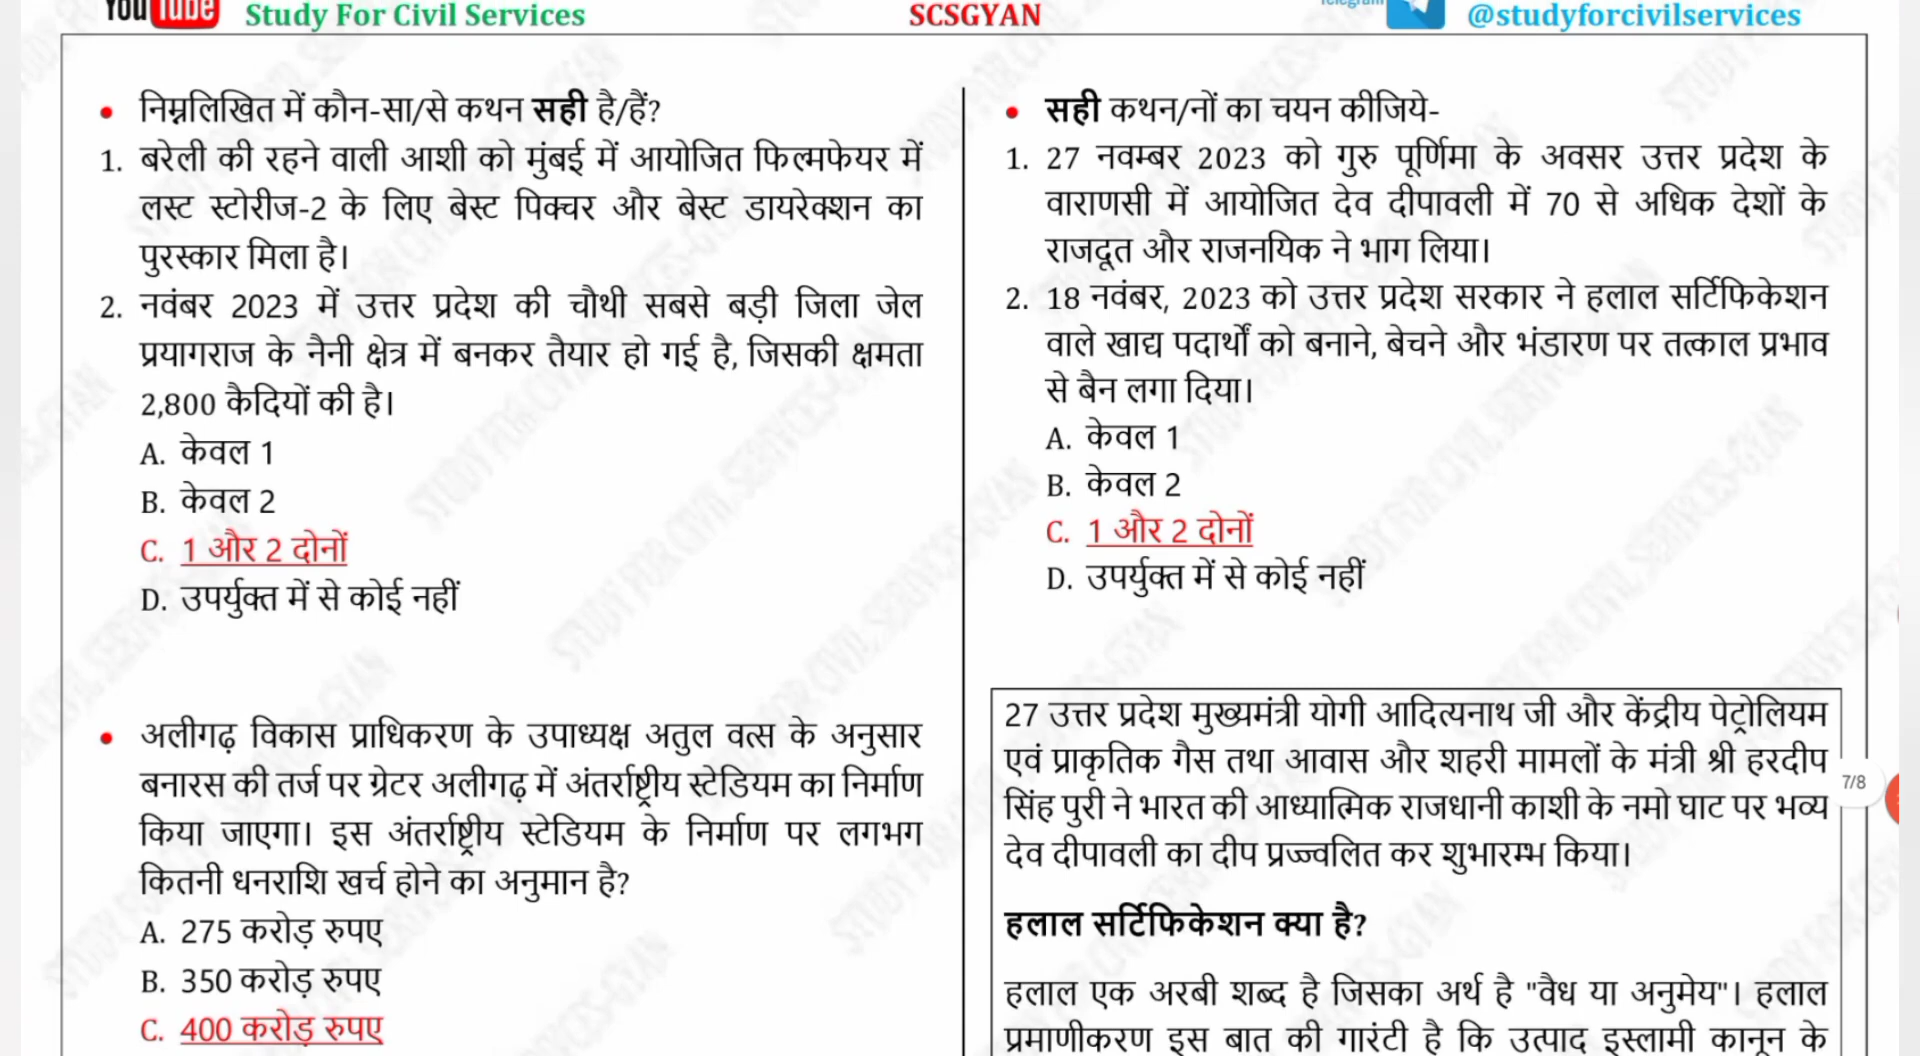 You Tube Study For Civil Services SCSGYAN Telegram @studyforcivilservices
• निम्नलिखित में कौन-सा/से कथन सही है/हैं?
1. बरेली की रहने वाली आशी को मुंबई में आयोजित फिल्मफेयर में
लस्ट स्टोरीज-2 के लिए बेस्ट पिक्चर और बेस्ट डायरेक्शन का
पुरस्कार मिला है।
2. नवंबर 2023 में उत्तर प्रदेश की चौथी सबसे बड़ी जिला जेल
प्रयागराज के नैनी क्षेत्र में बनकर तैयार हो गई है, जिसकी क्षमता
2,800 कैदियों की है।
A. केवल 1
B. केवल 2
C. 1 और 2 दोनों
D. उपर्युक्त में से कोई नहीं
• अलीगढ़ विकास प्राधिकरण के उपाध्यक्ष अतुल वत्स के अनुसार
बनारस की तर्ज पर ग्रेटर अलीगढ़ में अंतर्राष्ट्रीय स्टेडियम का निर्माण
किया जाएगा। इस अंतर्राष्ट्रीय स्टेडियम के निर्माण पर लगभग
कितनी धनराशि खर्च होने का अनुमान है?
A. 275 करोड़ रुपए
B. 350 करोड़ रुपए
C. 400 करोड़ रुपए
• सही कथन/नों का चयन कीजिये-
1. 27 नवम्बर 2023 को गुरु पूर्णिमा के अवसर उत्तर प्रदेश के
वाराणसी में आयोजित देव दीपावली में 70 से अधिक देशों के
राजदूत और राजनयिक ने भाग लिया।
2. 18 नवंबर, 2023 को उत्तर प्रदेश सरकार ने हलाल सर्टिफिकेशन
वाले खाद्य पदार्थों को बनाने, बेचने और भंडारण पर तत्काल प्रभाव
से बैन लगा दिया।
A. केवल 1
B. केवल 2
C. 1 और 2 दोनों
D. उपर्युक्त में से कोई नहीं
27 उत्तर प्रदेश मुख्यमंत्री योगी आदित्यनाथ जी और केंद्रीय पेट्रोलियम
एवं प्राकृतिक गैस तथा आवास और शहरी मामलों के मंत्री श्री हरदीप
सिंह पुरी ने भारत की आध्यात्मिक राजधानी काशी के नमो घाट पर भव्य
देव दीपावली का दीप प्रज्ज्वलित कर शुभारम्भ किया।
हलाल सर्टिफिकेशन क्या है?
हलाल एक अरबी शब्द है जिसका अर्थ है "वैध या अनुमेय"। हलाल
प्रमाणीकरण इस बात की गारंटी है कि उत्पाद इस्लामी कानून के
7/8
STUDY FOR CIVIL SERVICES-GYAN